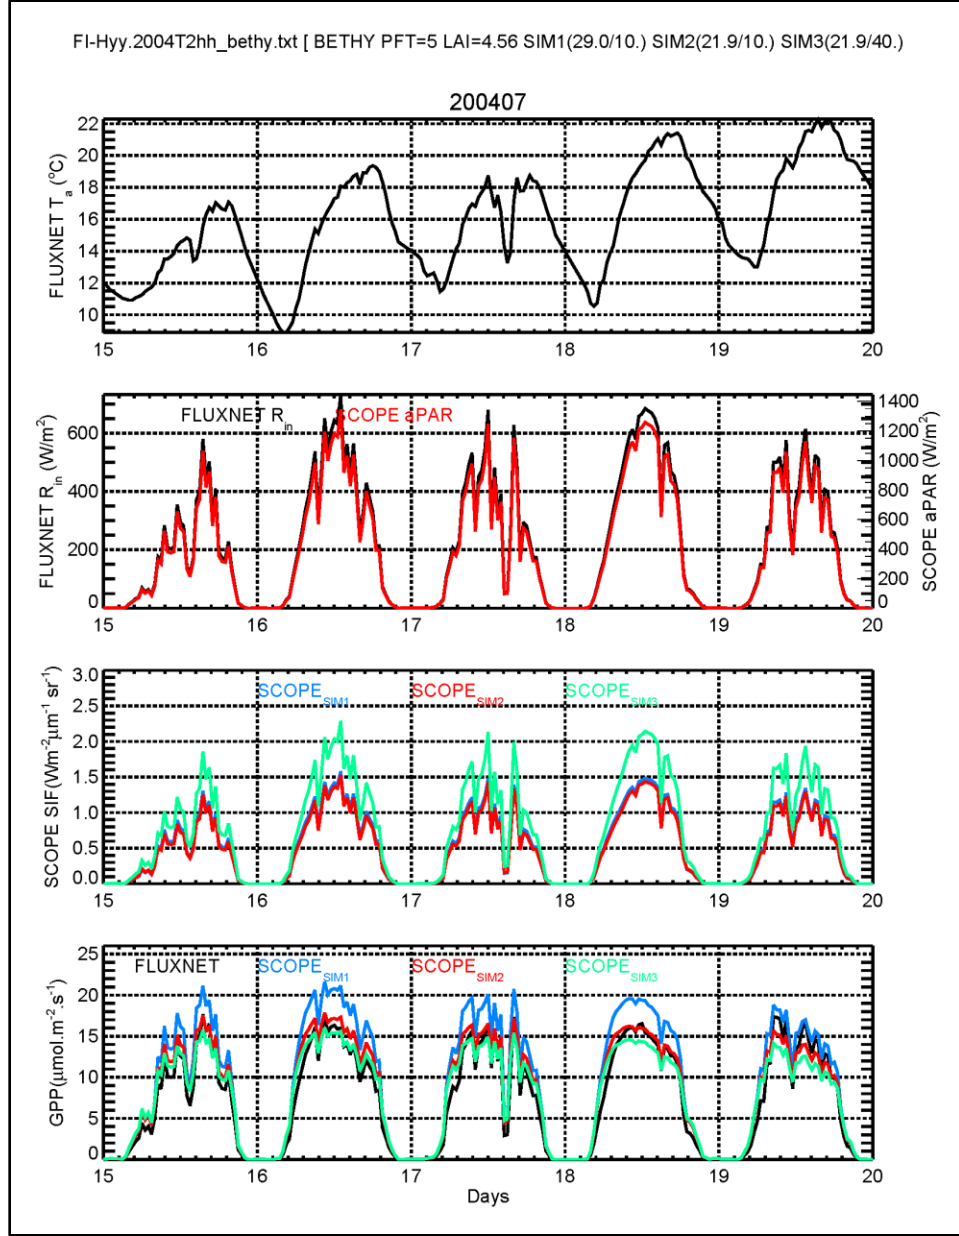 FI-Hyy.2004T2hh_bethy.txt [ BETHY PFT=5 LAI=4.56 SIM1(29.0/10.) SIM2(21.9/10.) SIM3(21.9/40.)
200407
FLUXNET Ta (°C)
22
20
18
16
14
12
10
15 16 17 18 19 20
FLUXNET Rin (W/m²)
600
400
200
0
FLUXNET Rin SCOPE aPAR
1400
1200
1000
800
600
400
200
0
SCOPE aPAR (W/m²)
15 16 17 18 19 20
SCOPE SIF(Wm⁻²μm⁻¹ sr⁻¹)
3.0
2.5
2.0
1.5
1.0
0.5
0.0
SCOPESIM1 SCOPESIM2 SCOPESIM3
15 16 17 18 19 20
GPP(μmol.m⁻².s⁻¹)
25
20
15
10
5
0
FLUXNET SCOPESIM1 SCOPESIM2 SCOPESIM3
15 16 17 18 19 20
Days